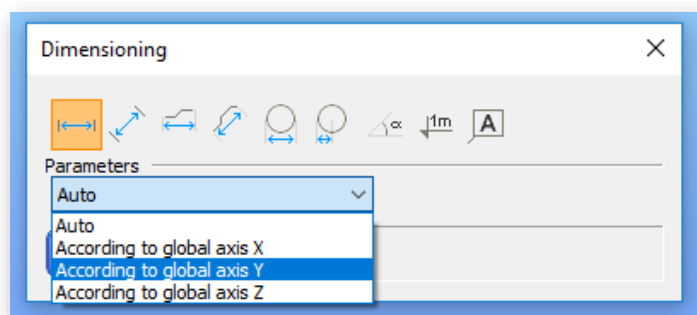 Dimensioning
α 1m A
Parameters
Auto
Auto
According to global axis X
According to global axis Y
According to global axis Z